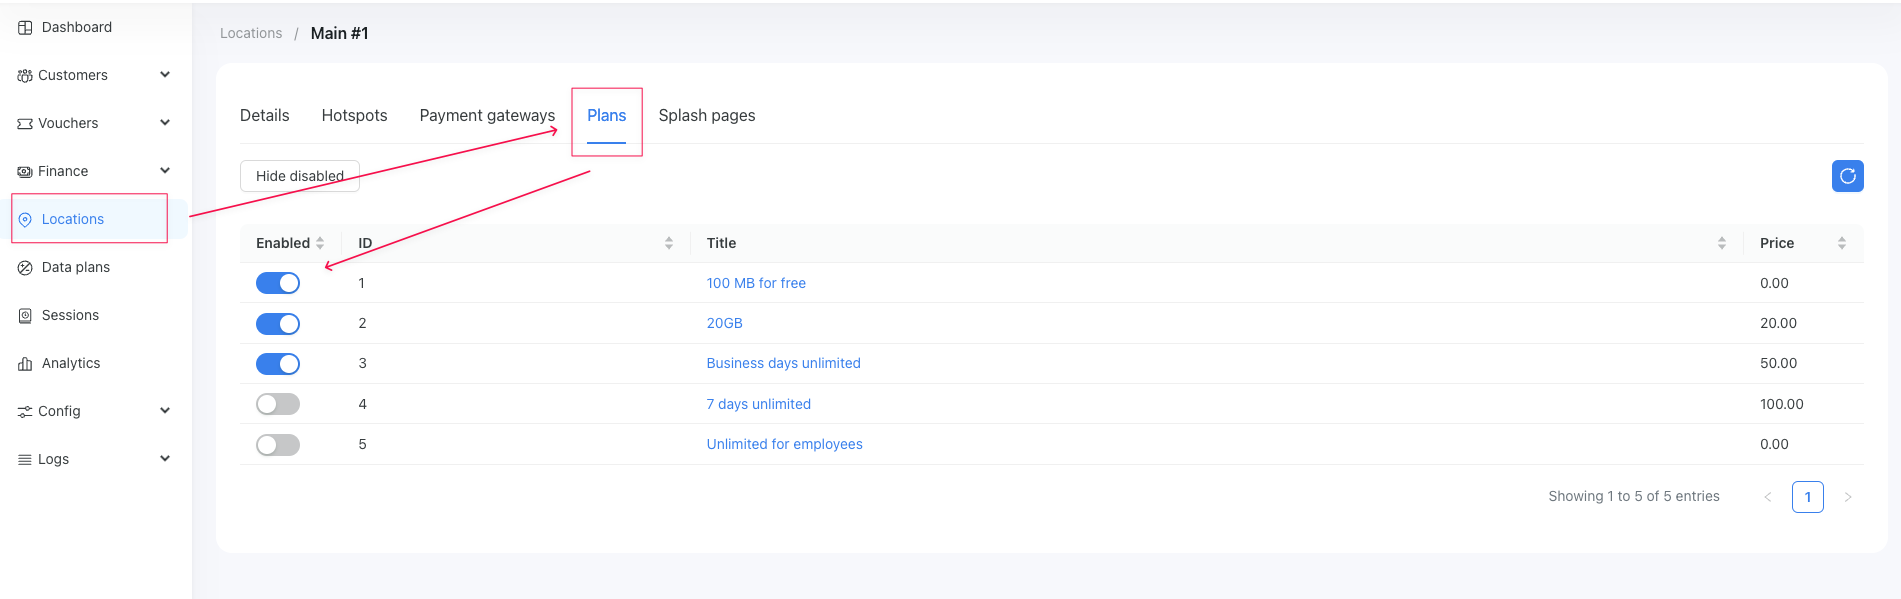 Dashboard
Customers
Vouchers
Finance
Locations
Data plans
Sessions
Analytics
Config
Logs
Locations / Main #1
Details Hotspots Payment gateways Plans Splash pages
Hide disabled
Enabled ID Title Price
1 100 MB for free 0.00
2 20GB 20.00
3 Business days unlimited 50.00
4 7 days unlimited 100.00
5 Unlimited for employees 0.00
Showing 1 to 5 of 5 entries < 1 >